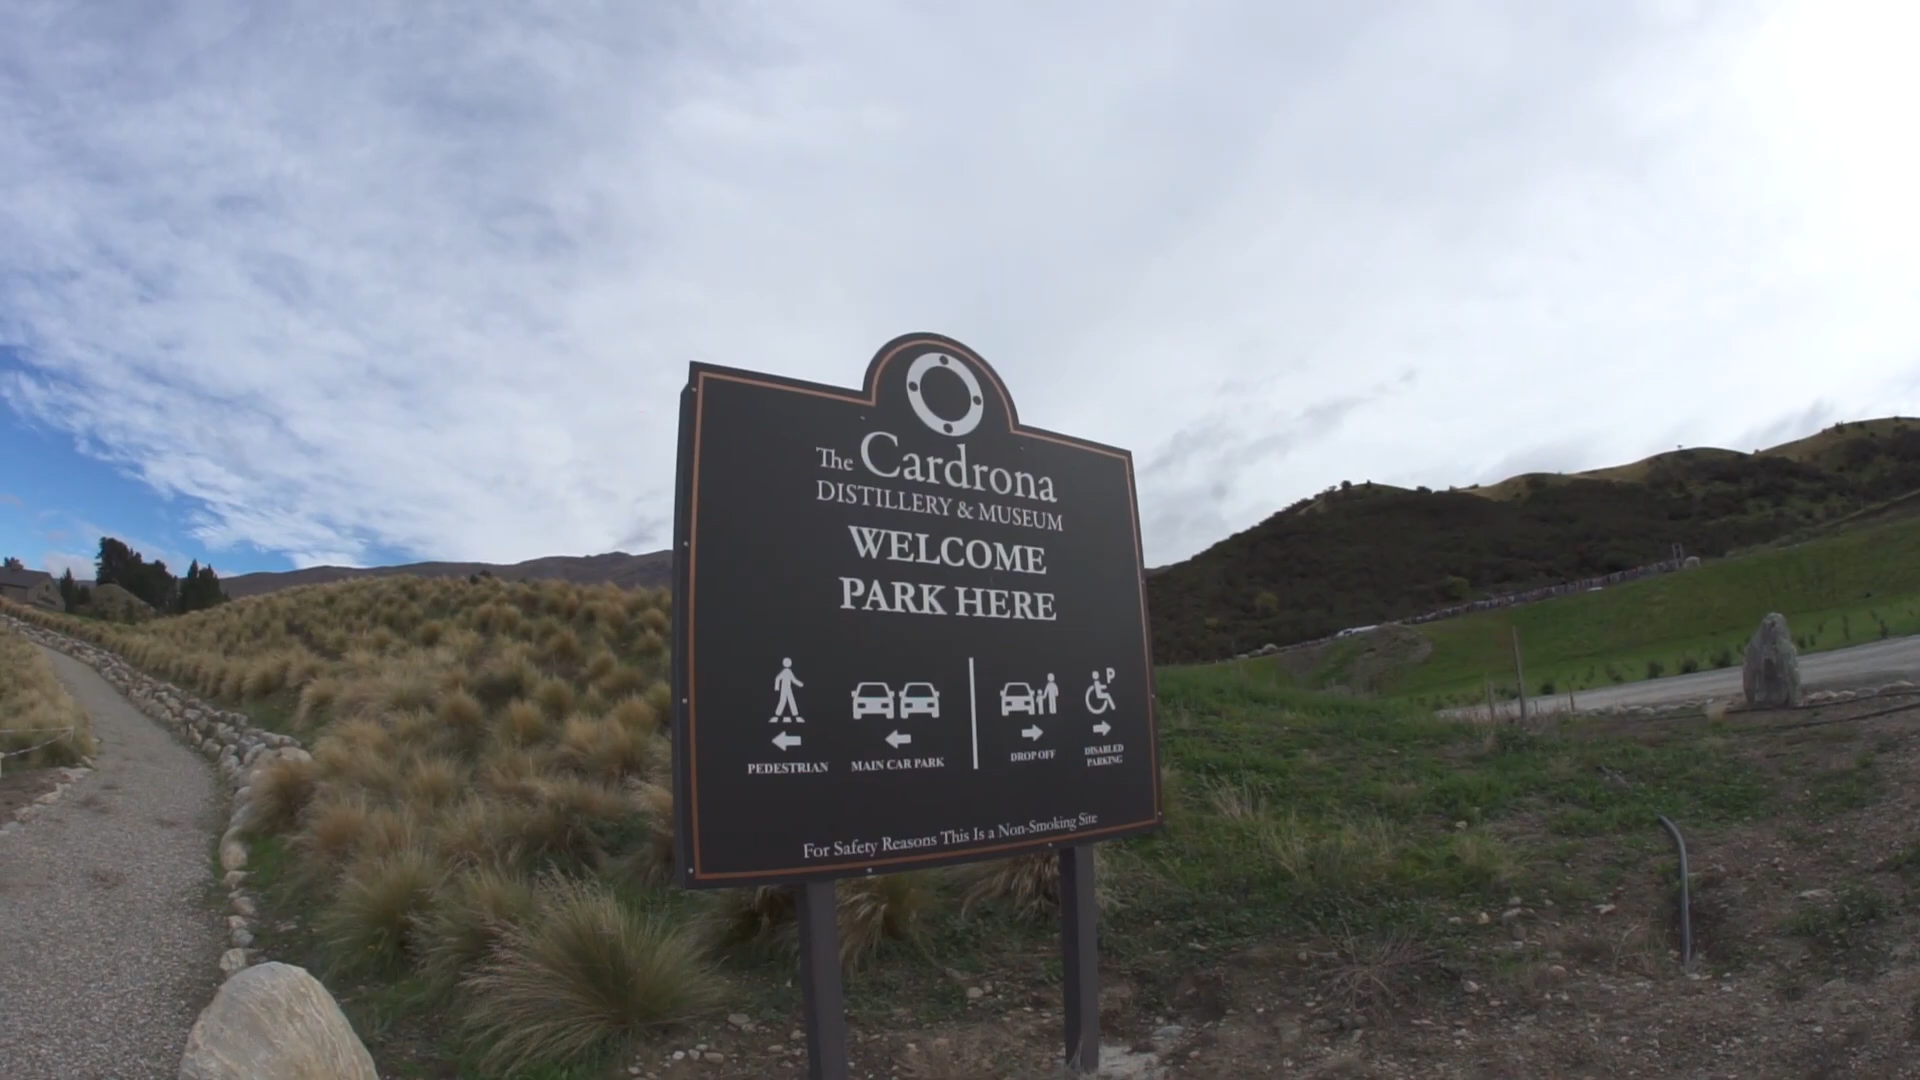 The Cardrona
DISTILLERY & MUSEUM
WELCOME
PARK HERE
P
PEDESTRIAN
MAIN CAR PARK
DROP OFF
DISABLED
PARKING
For Safety Reasons This Is a Non-Smoking Site